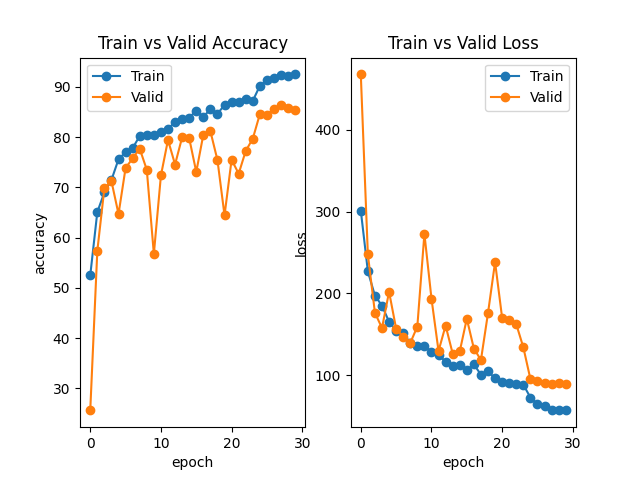 Train vs Valid Accuracy
Train
Valid
90
80
70
60
50
40
30
accuracy
0
10
20
30
epoch
Train vs Valid Loss
Train
Valid
400
300
200
100
loss
0
10
20
30
epoch